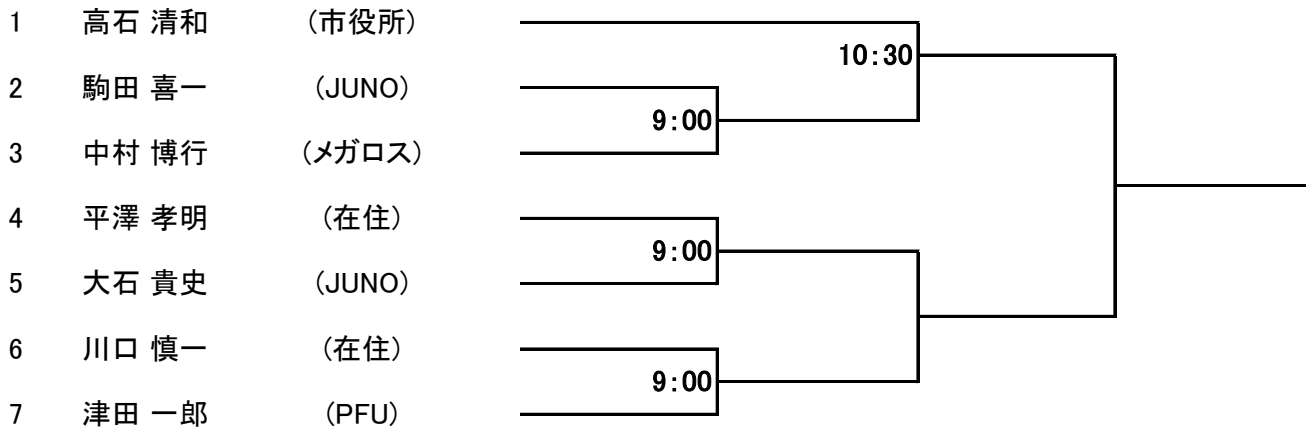 1 高石 清和 (市役所)
10:30
2 駒田 喜一 (JUNO)
9:00
3 中村 博行 (メガロス)
4 平澤 孝明 (在住)
9:00
5 大石 貴史 (JUNO)
6 川口 慎一 (在住)
9:00
7 津田 一郎 (PFU)